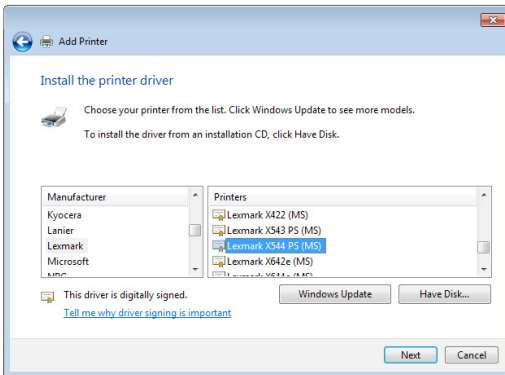 Add Printer
Install the printer driver
Choose your printer from the list. Click Windows Update to see more models.
To install the driver from an installation CD, click Have Disk.
Manufacturer
Kyocera
Lanier
Lexmark
Microsoft
Printers
Lexmark X422 (MS)
Lexmark X543 PS (MS)
Lexmark X544 PS (MS)
Lexmark X642e (MS)
This driver is digitally signed.
Tell me why driver signing is important
Windows Update
Have Disk...
Next
Cancel